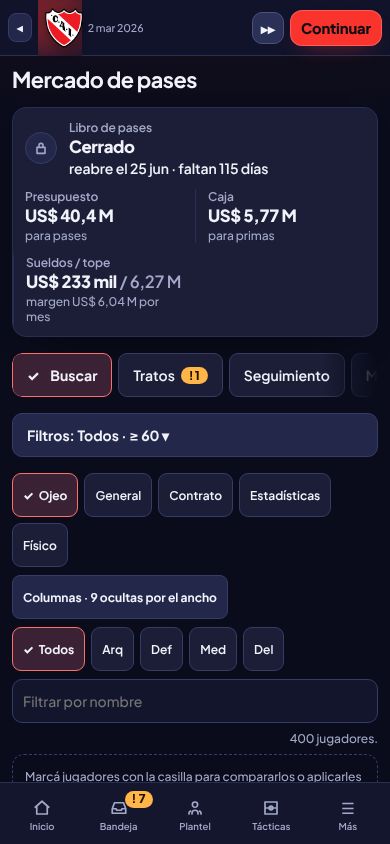 C.A.I.
2 mar 2026
Continuar
Mercado de pases
Libro de pases
Cerrado
reabre el 25 jun · faltan 115 días
Presupuesto
US$ 40,4 M
para pases
Caja
US$ 5,77 M
para primas
Sueldos / tope
US$ 233 mil / 6,27 M
margen US$ 6,04 M por
mes
✓ Buscar
Tratos ! 1
Seguimiento
M
Filtros: Todos · ≥ 60 ▾
✓ Ojeo
General
Contrato
Estadísticas
Físico
Columnas · 9 ocultas por el ancho
✓ Todos
Arq
Def
Med
Del
Filtrar por nombre
400 jugadores.
Marcá jugadores con la casilla para compararlos o aplicarles
! 7
Inicio
Bandeja
Plantel
Tácticas
Más